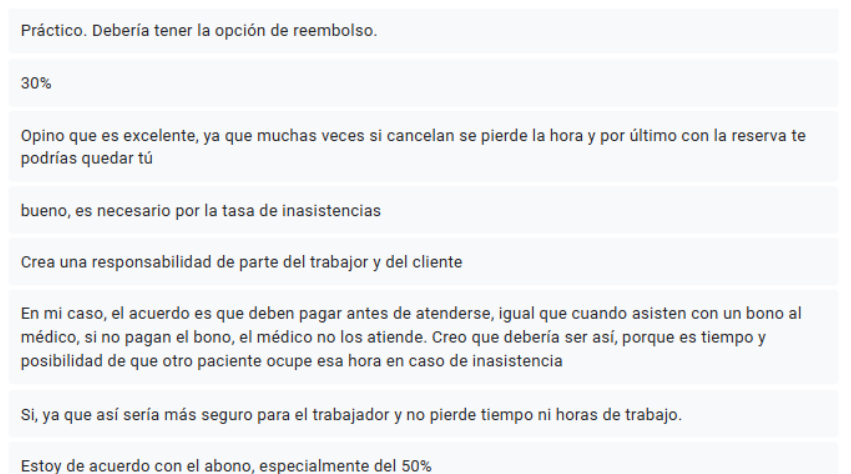 Práctico. Debería tener la opción de reembolso.
30%
Opino que es excelente, ya que muchas veces si cancelan se pierde la hora y por último con la reserva te
podrías quedar tú
bueno, es necesario por la tasa de inasistencias
Crea una responsabilidad de parte del trabajor y del cliente
En mi caso, el acuerdo es que deben pagar antes de atenderse, igual que cuando asisten con un bono al
médico, si no pagan el bono, el médico no los atiende. Creo que debería ser así, porque es tiempo y
posibilidad de que otro paciente ocupe esa hora en caso de inasistencia
Si, ya que así sería más seguro para el trabajador y no pierde tiempo ni horas de trabajo.
Estoy de acuerdo con el abono, especialmente del 50%